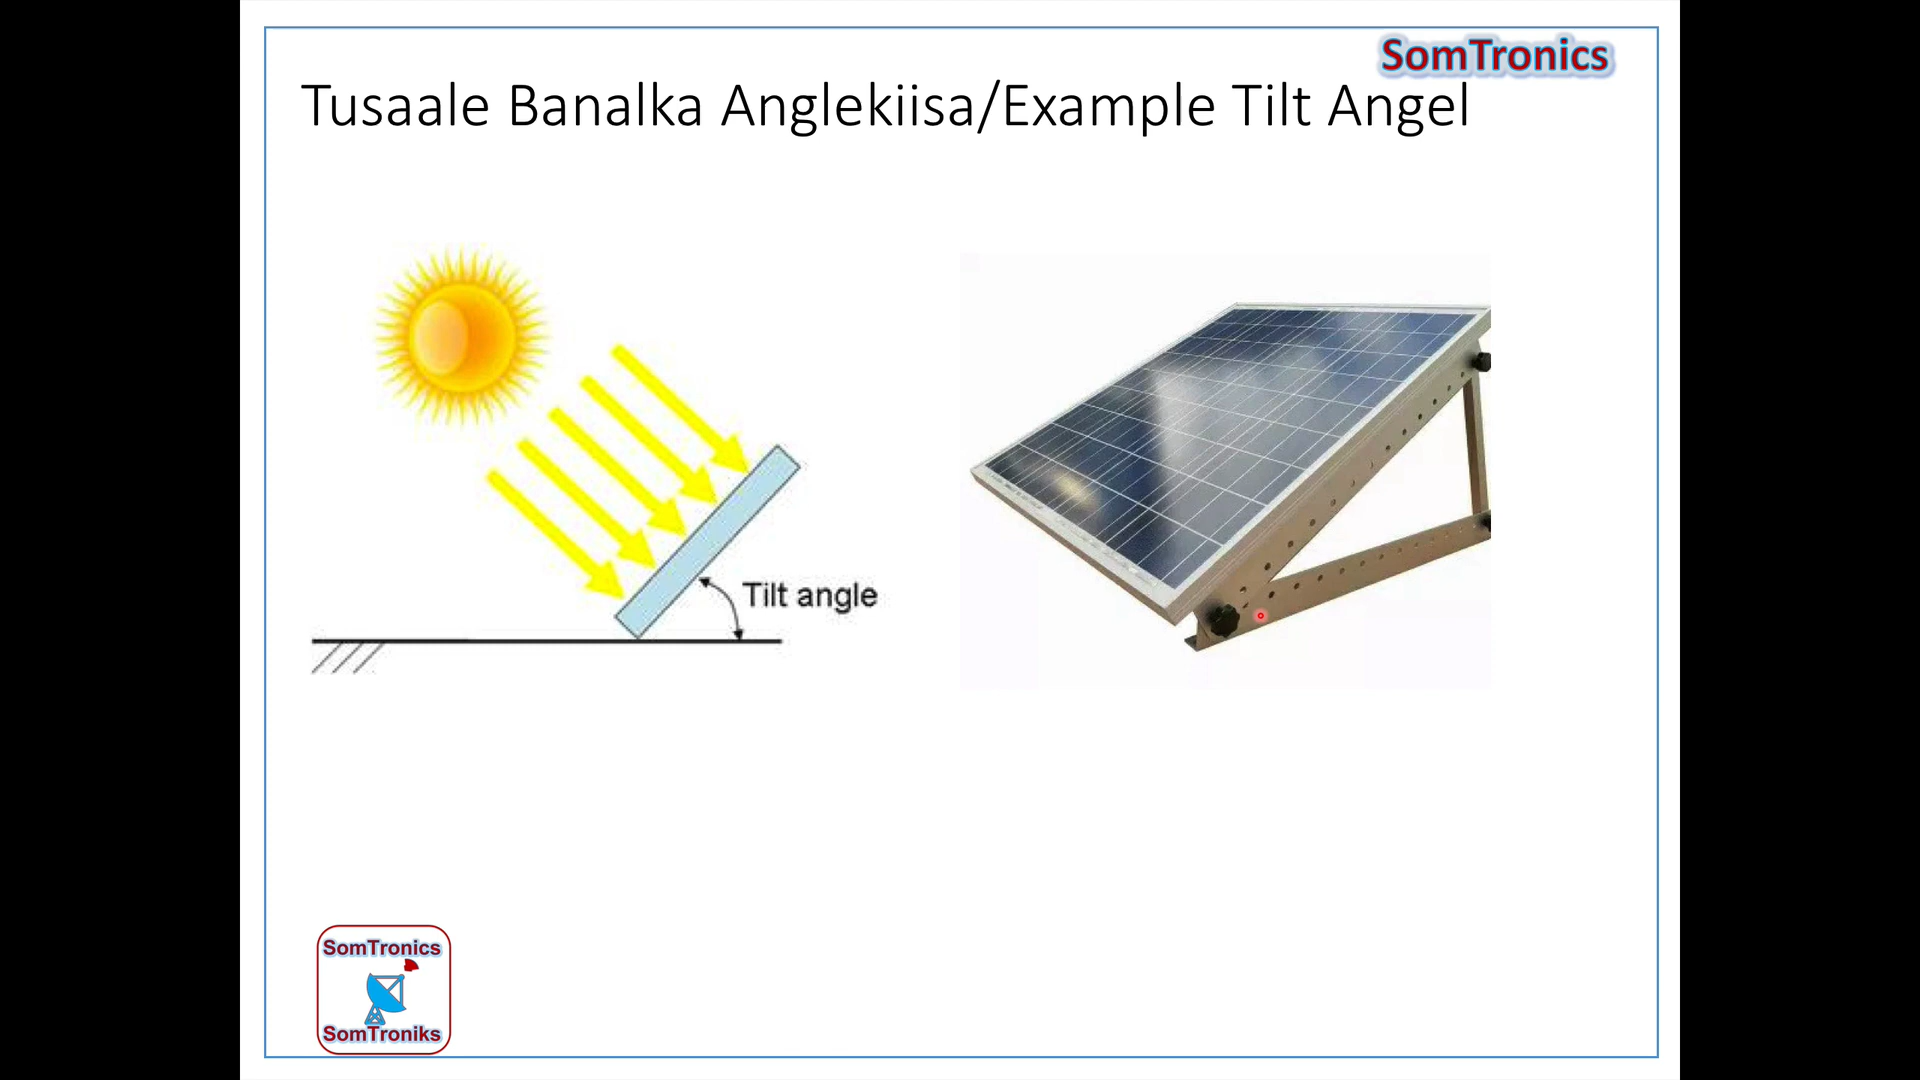 SomTronics
Tusaale Banalka Anglekiisa/Example Tilt Angel
Tilt angle
SomTronics
SomTroniks